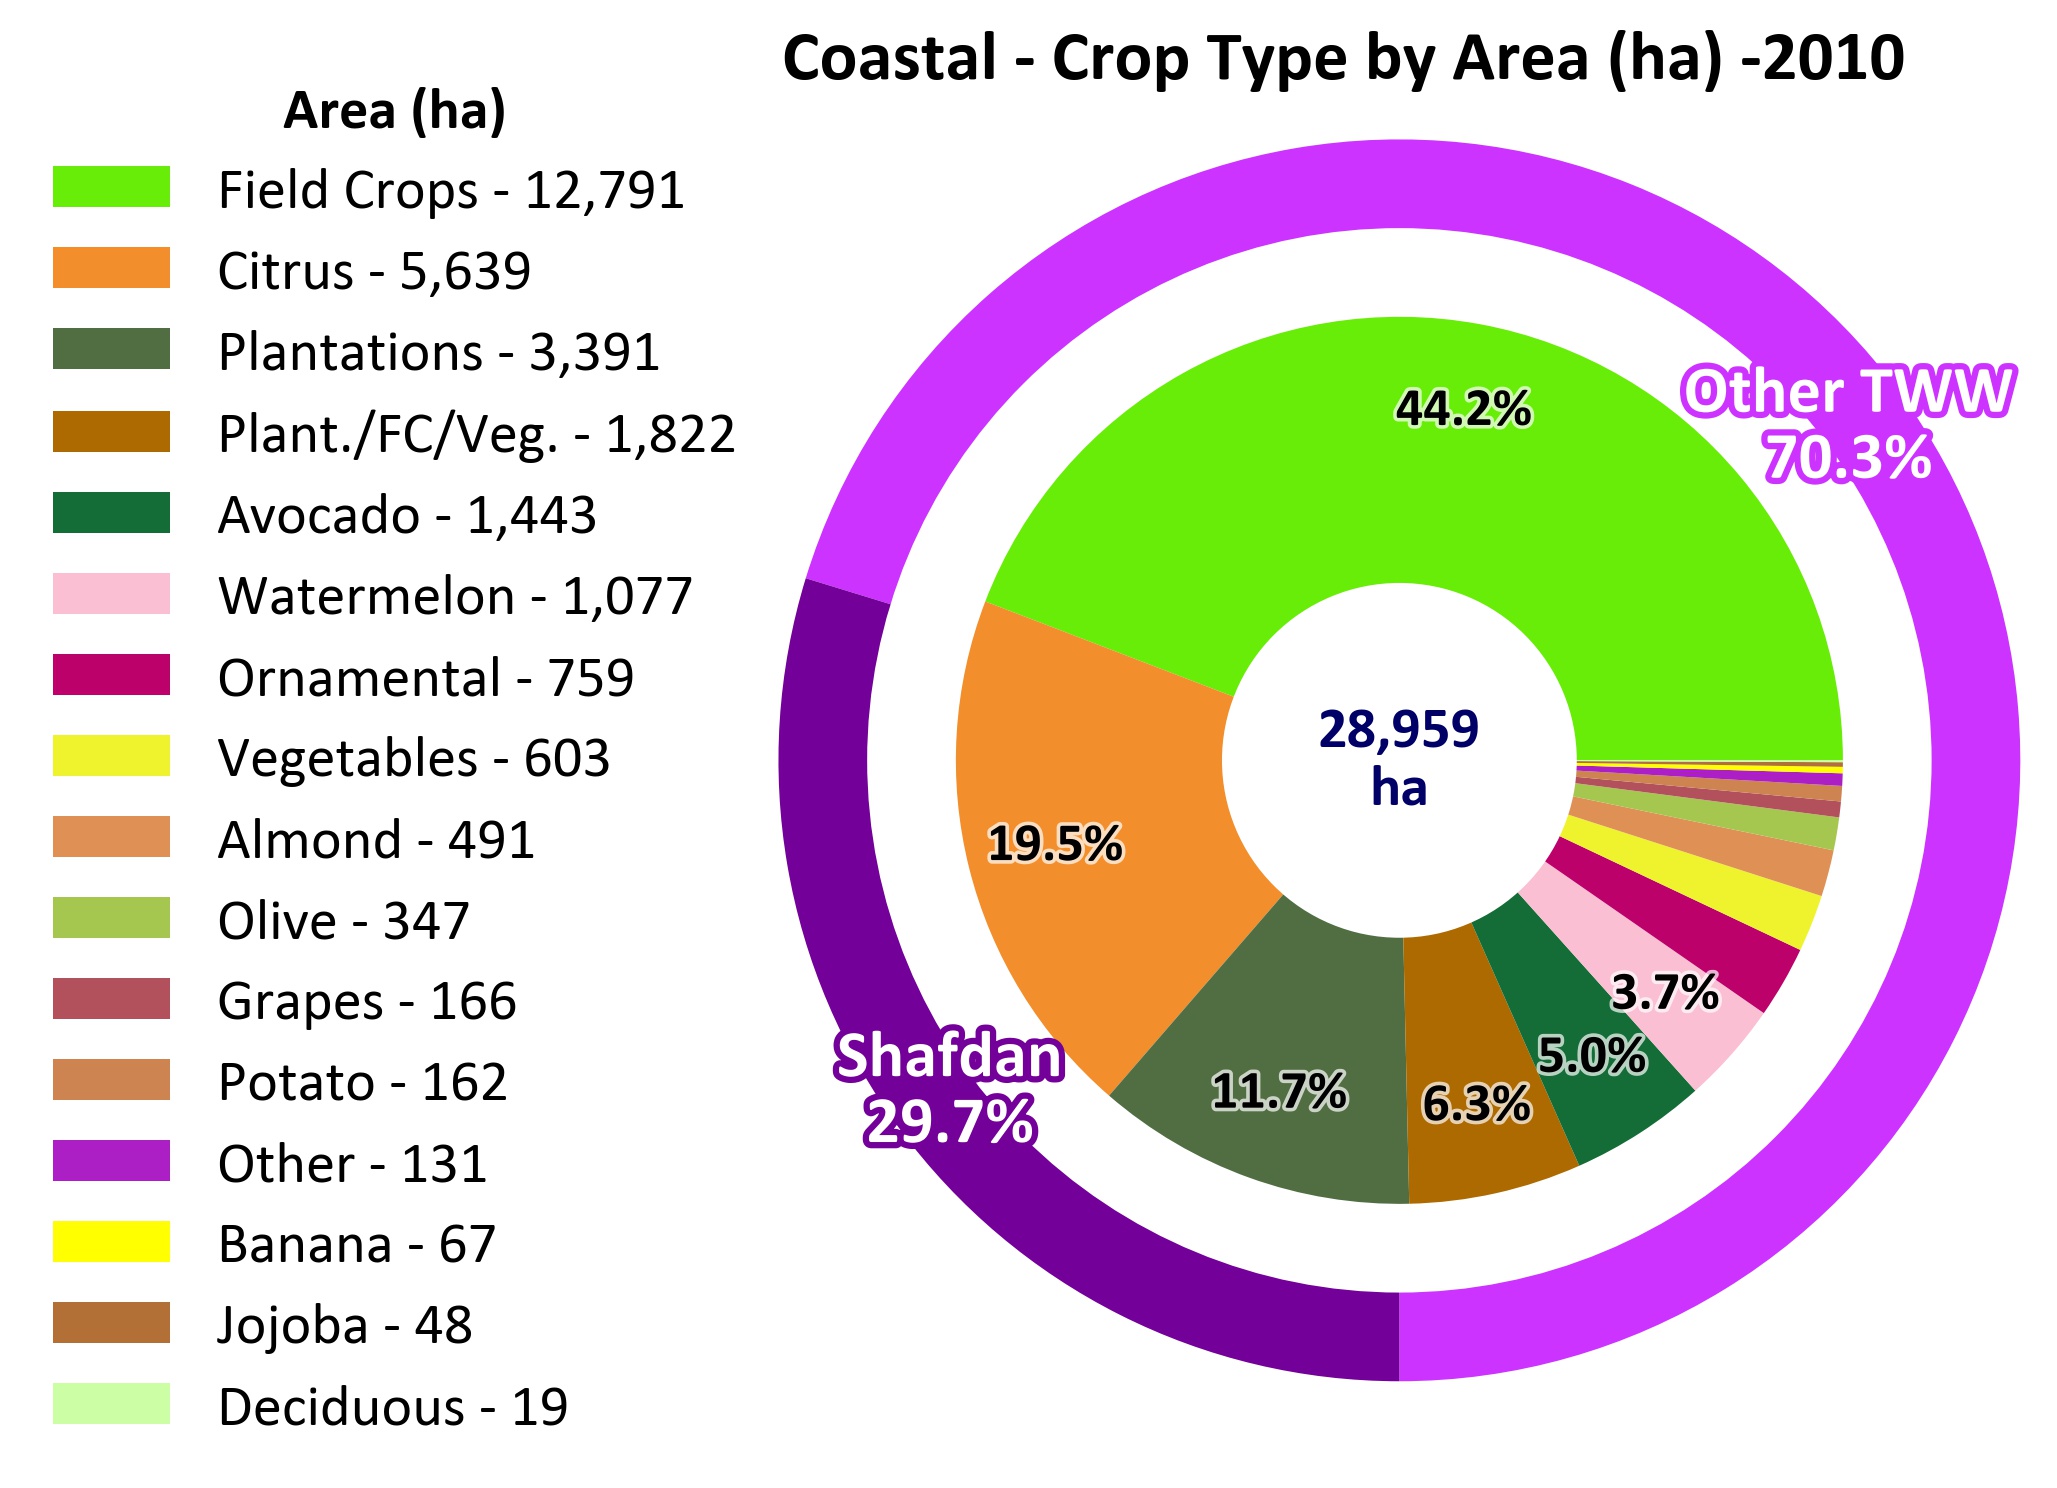 Coastal - Crop Type by Area (ha) -2010
Area (ha)
Field Crops - 12,791
Citrus - 5,639
Plantations - 3,391
Plant./FC/Veg. - 1,822
Avocado - 1,443
Watermelon - 1,077
Ornamental - 759
Vegetables - 603
Almond - 491
Olive - 347
Grapes - 166
Potato - 162
Other - 131
Banana - 67
Jojoba - 48
Deciduous - 19
Other TWW
70.3%
44.2%
28,959
ha
19.5%
3.7%
5.0%
6.3%
11.7%
Shafdan
29.7%